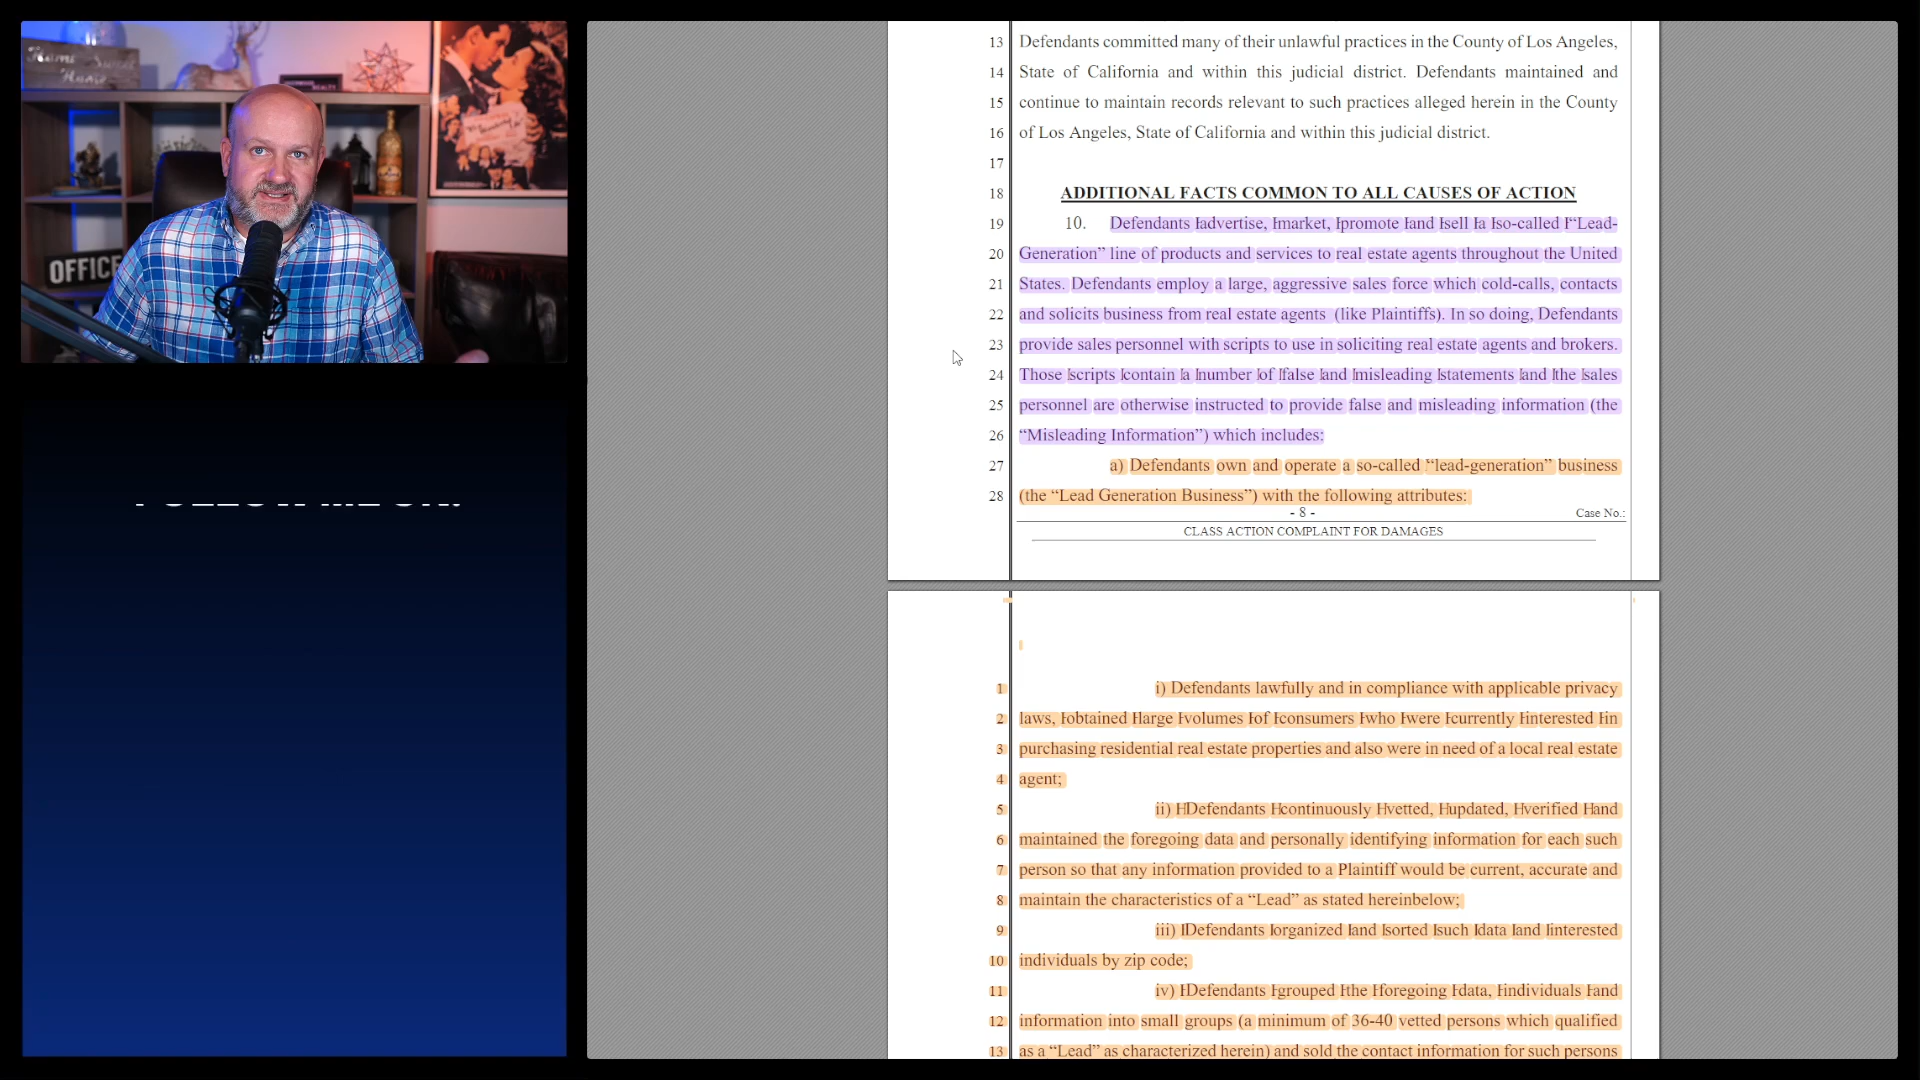 Home Sweet
Home
OFFICE
13 Defendants committed many of their unlawful practices in the County of Los Angeles,
14 State of California and within this judicial district. Defendants maintained and
15 continue to maintain records relevant to such practices alleged herein in the County
16 of Los Angeles, State of California and within this judicial district.
17
18 ADDITIONAL FACTS COMMON TO ALL CAUSES OF ACTION
19 10. Defendants advertise, market, promote and sell a so-called “Lead-
20 Generation” line of products and services to real estate agents throughout the United
21 States. Defendants employ a large, aggressive sales force which cold-calls, contacts
22 and solicits business from real estate agents (like Plaintiffs). In so doing, Defendants
23 provide sales personnel with scripts to use in soliciting real estate agents and brokers.
24 Those scripts contain a number of false and misleading statements and the sales
25 personnel are otherwise instructed to provide false and misleading information (the
26 “Misleading Information”) which includes:
27 a) Defendants own and operate a so-called “lead-generation” business
28 (the “Lead Generation Business”) with the following attributes:
- 8 - Case No.:
CLASS ACTION COMPLAINT FOR DAMAGES
1 i) Defendants lawfully and in compliance with applicable privacy
2 laws, obtained large volumes of consumers who were currently interested in
3 purchasing residential real estate properties and also were in need of a local real estate
4 agent;
5 ii) Defendants continuously vetted, updated, verified and
6 maintained the foregoing data and personally identifying information for each such
7 person so that any information provided to a Plaintiff would be current, accurate and
8 maintain the characteristics of a “Lead” as stated hereinbelow;
9 iii) Defendants organized and sorted such data and interested
10 individuals by zip code;
11 iv) Defendants grouped the foregoing data, individuals and
12 information into small groups (a minimum of 36-40 vetted persons which qualified
13 as a “Lead” as characterized herein) and sold the contact information for such persons